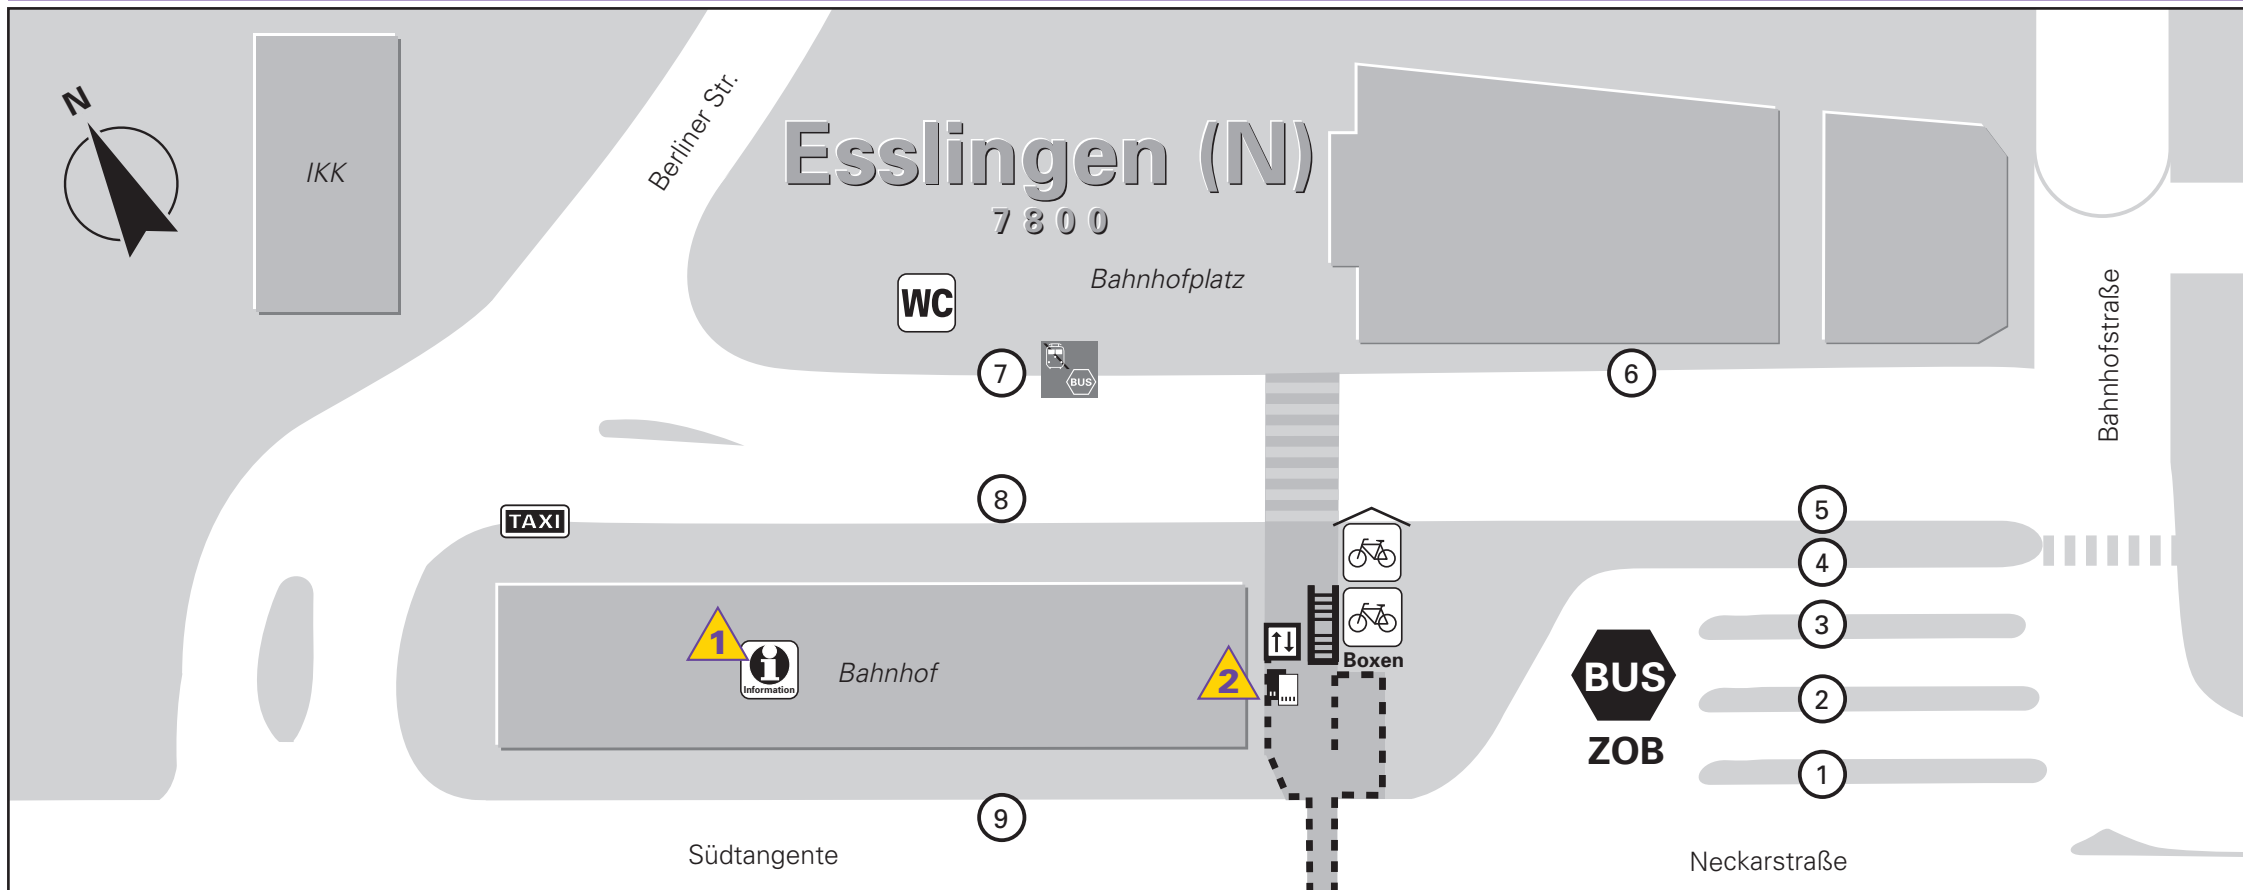 N
IKK
Berliner Str.
Esslingen (N)
7800
Bahnhofplatz
WC
Bahnhofstraße
7
BUS
6
8
TAXI
5
4
3
2
1
1
Information
Bahnhof
2
Boxen
BUS
ZOB
9
Südtangente
Neckarstraße